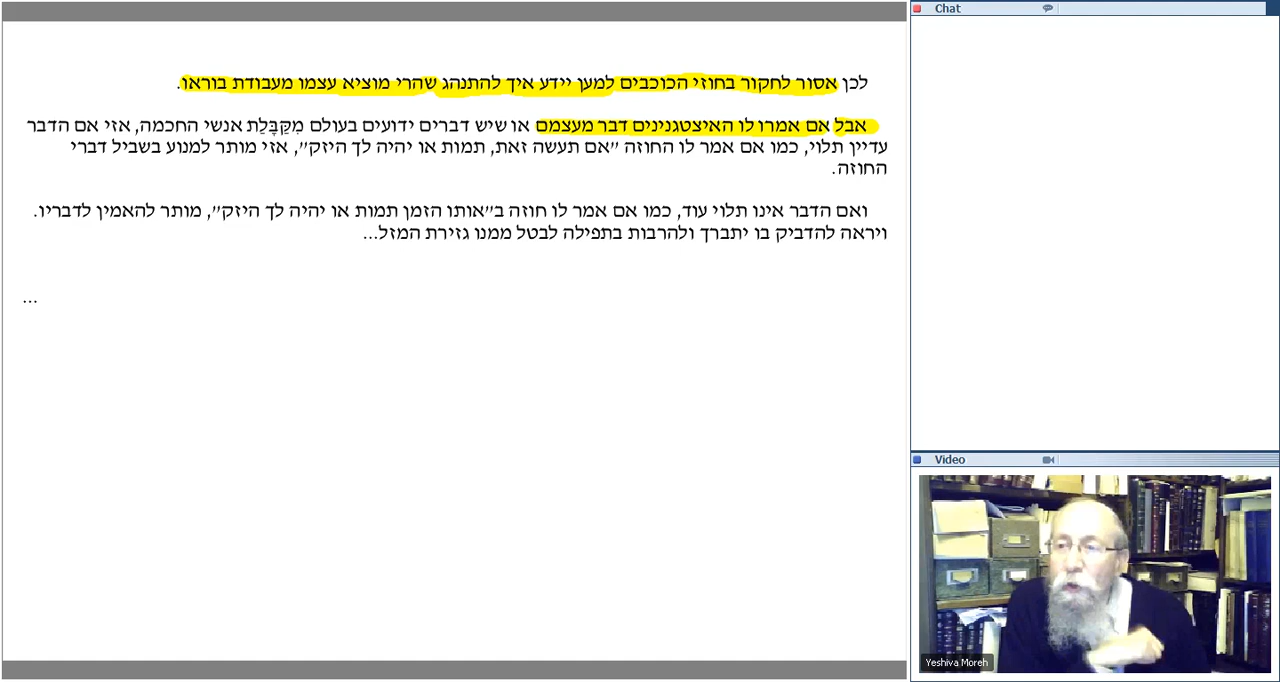 לכן אסור לחקור בחוזי הכוכבים למען יידע איך להתנהג שהרי מוציא עצמו מעבודת בוראו.
אבל אם אמרו לו האיצטגנינים דבר מעצמם או שיש דברים ידועים בעולם מִקַּבָּלַת אנשי החכמה, אזי אם הדבר
עדיין תלוי, כמו אם אמר לו החוזה "אם תעשה זאת, תמות או יהיה לך היזק", אזי מותר למנוע בשביל דברי
החוזה.
ואם הדבר אינו תלוי עוד, כמו אם אמר לו חוזה ב"אותו הזמן תמות או יהיה לך היזק", מותר להאמין לדבריו.
ויראה להדביק בו יתברך ולהרבות בתפילה לבטל ממנו גזירת המזל...
...
Chat
Video
Yeshiva Moreh